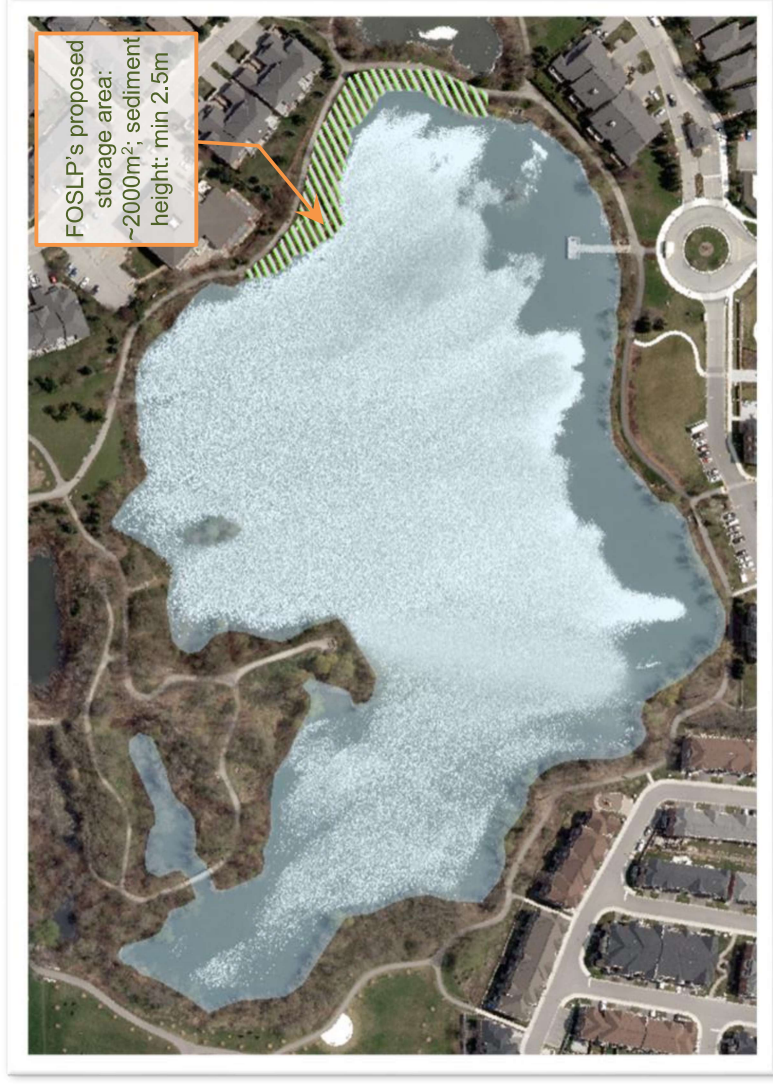 FOSLP's proposed
storage area:
~2000m²; sediment
height: min 2.5m